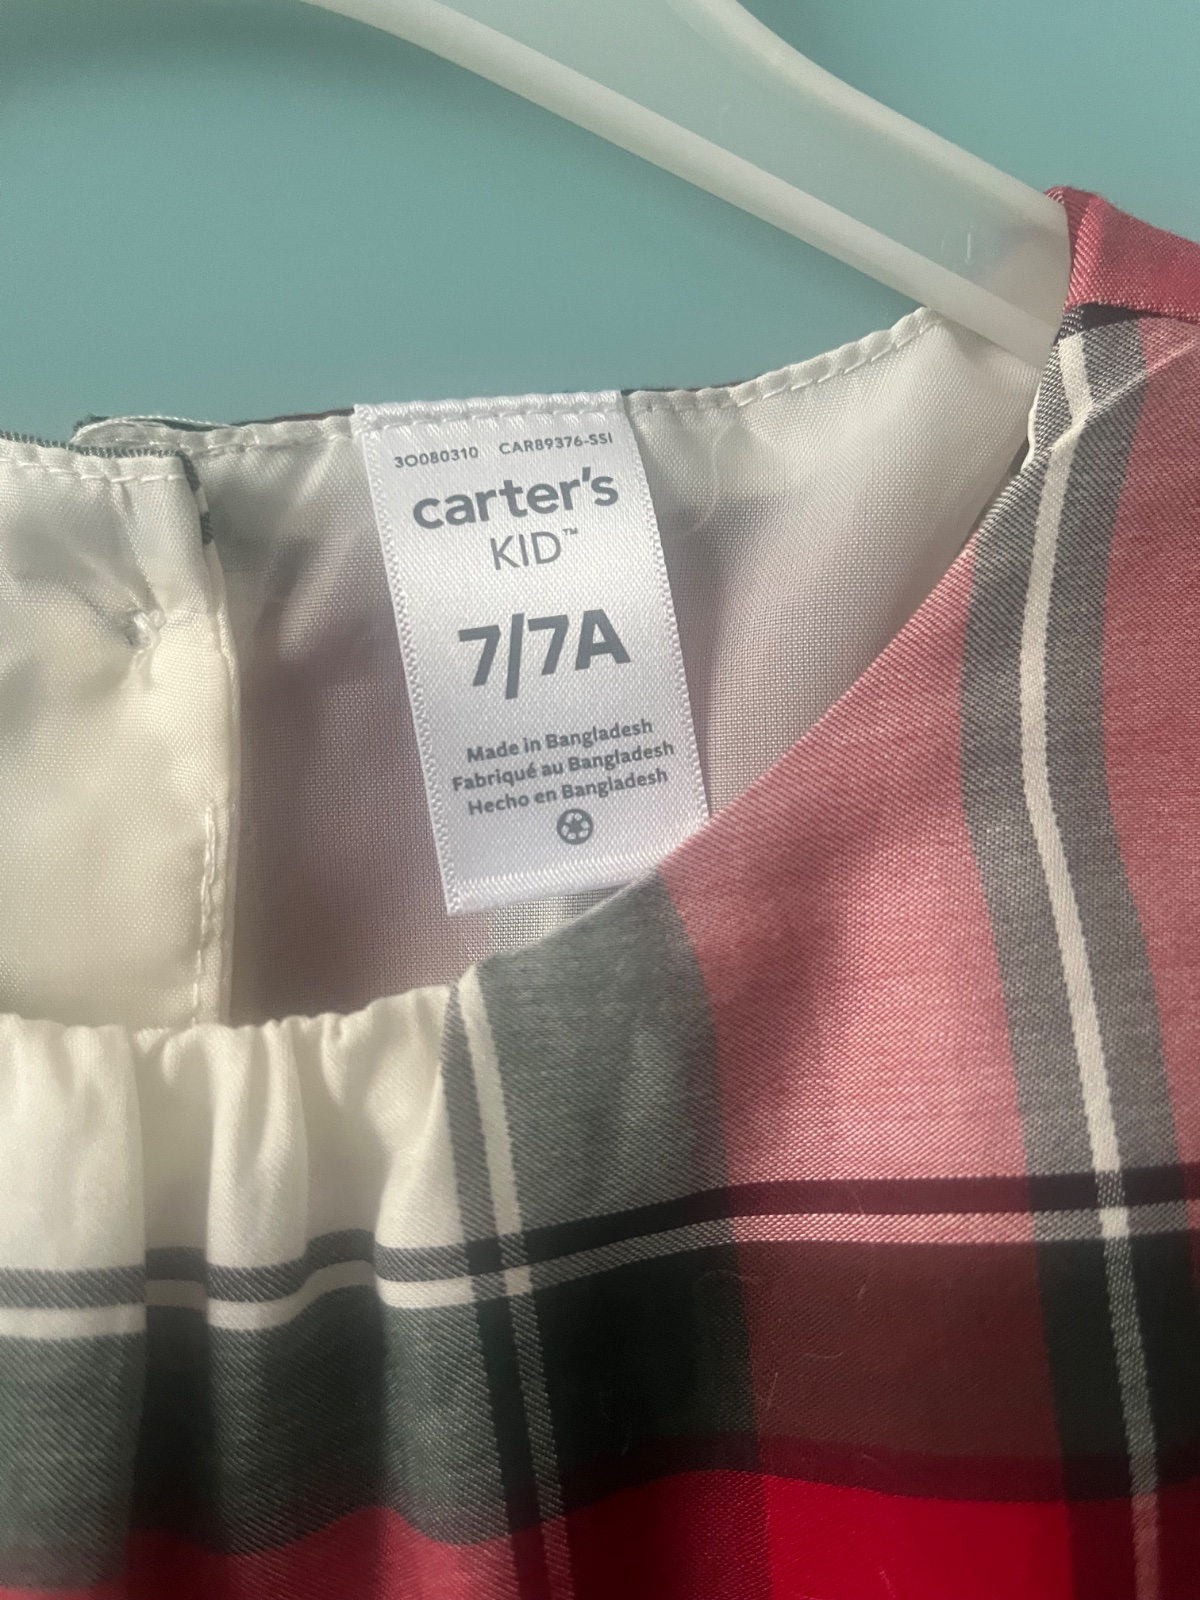 3O080310 CAR89376-SSI
carter's
KID™
7/7A
Made in Bangladesh
Fabriqué au Bangladesh
Hecho en Bangladesh